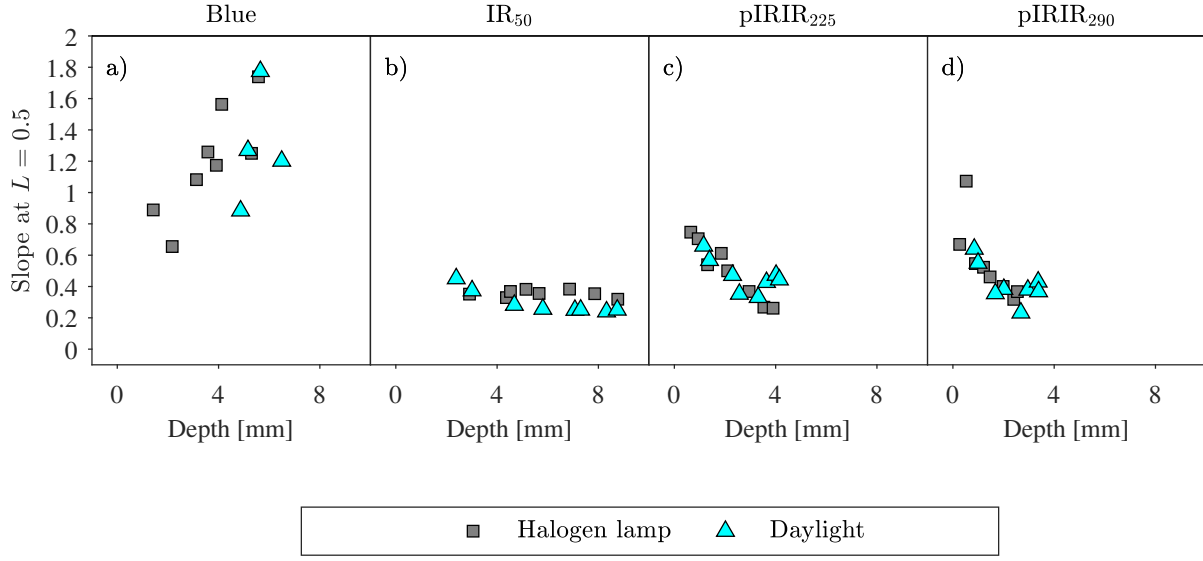 Blue IR₅₀ pIRIR₂₂₅ pIRIR₂₉₀
a) b) c) d)
Slope at L = 0.5
2
1.8
1.6
1.4
1.2
1
0.8
0.6
0.4
0.2
0
0 4 8 0 4 8 0 4 8 0 4 8
Depth [mm] Depth [mm] Depth [mm] Depth [mm]
Halogen lamp Daylight